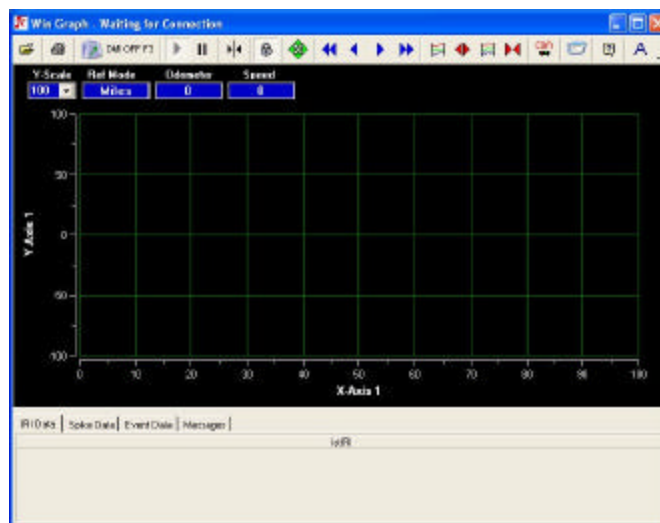 Win Graph - Waiting for Connection
DMI OFF F3
Y-Scale Ref Mode Odometer Speed
100 Miles 0 0
100
50
0
50
100
Y Axis 1
0 10 20 30 40 50 60 70 80 90 100
X-Axis 1
IRI Data Spike Data Event Data Messages